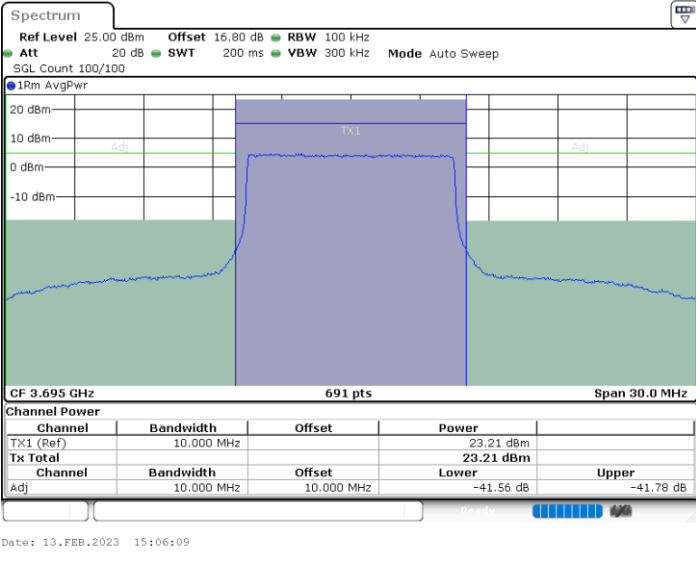 Spectrum
Ref Level 25.00 dBm Offset 16.80 dB RBW 100 kHz
Att 20 dB SWT 200 ms VBW 300 kHz Mode Auto Sweep
SGL Count 100/100
1Rm AvgPwr
20 dBm
TX1
10 dBm
Adj Adj
0 dBm
-10 dBm
CF 3.695 GHz 691 pts Span 30.0 MHz
Channel Power
Channel Bandwidth Offset Power
TX1 (Ref) 10.000 MHz 23.21 dBm
Tx Total 23.21 dBm
Channel Bandwidth Offset Lower Upper
Adj 10.000 MHz 10.000 MHz -41.56 dB -41.78 dB
Ready
Date: 13.FEB.2023 15:06:09